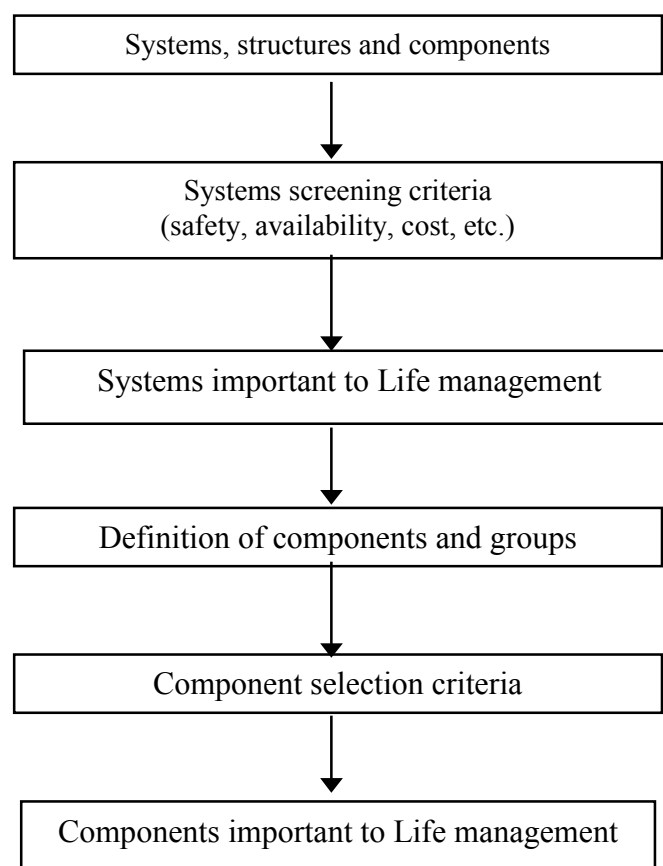 Systems, structures and components
Systems screening criteria
(safety, availability, cost, etc.)
Systems important to Life management
Definition of components and groups
Component selection criteria
Components important to Life management